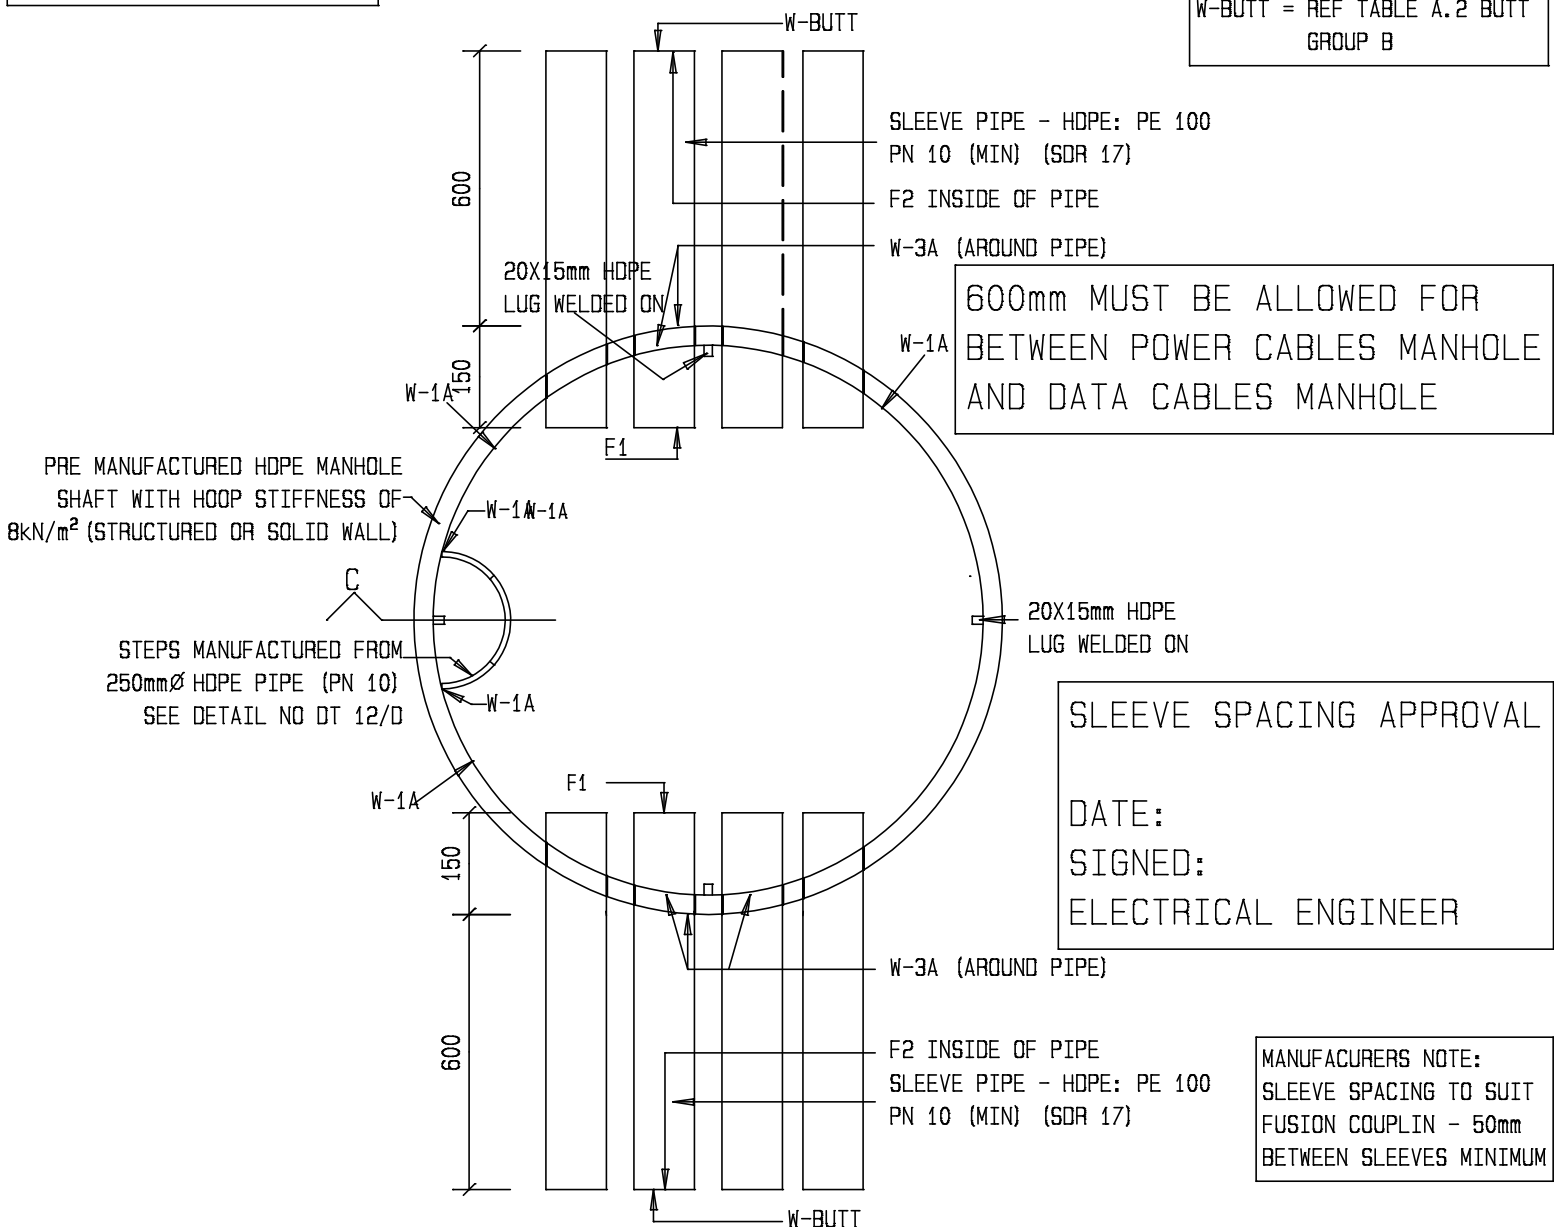 W-BUTT
W-BUTT = REF TABLE A.2 BUTT
GROUP B
SLEEVE PIPE - HDPE: PE 100
PN 10 (MIN) (SDR 17)
600
F2 INSIDE OF PIPE
W-3A (AROUND PIPE)
20X15mm HDPE
LUG WELDED ON
600mm MUST BE ALLOWED FOR
BETWEEN POWER CABLES MANHOLE
AND DATA CABLES MANHOLE
W-1A
150
W-1A
F1
PRE MANUFACTURED HDPE MANHOLE
SHAFT WITH HOOP STIFFNESS OF
8kN/m² (STRUCTURED OR SOLID WALL)
W-1A
W-1A
C
20X15mm HDPE
LUG WELDED ON
STEPS MANUFACTURED FROM
250mmØ HDPE PIPE (PN 10)
SEE DETAIL NO DT 12/D
W-1A
SLEEVE SPACING APPROVAL
DATE:
SIGNED:
ELECTRICAL ENGINEER
F1
W-1A
150
W-3A (AROUND PIPE)
600
F2 INSIDE OF PIPE
SLEEVE PIPE - HDPE: PE 100
PN 10 (MIN) (SDR 17)
MANUFACURERS NOTE:
SLEEVE SPACING TO SUIT
FUSION COUPLIN - 50mm
BETWEEN SLEEVES MINIMUM
W-BUTT